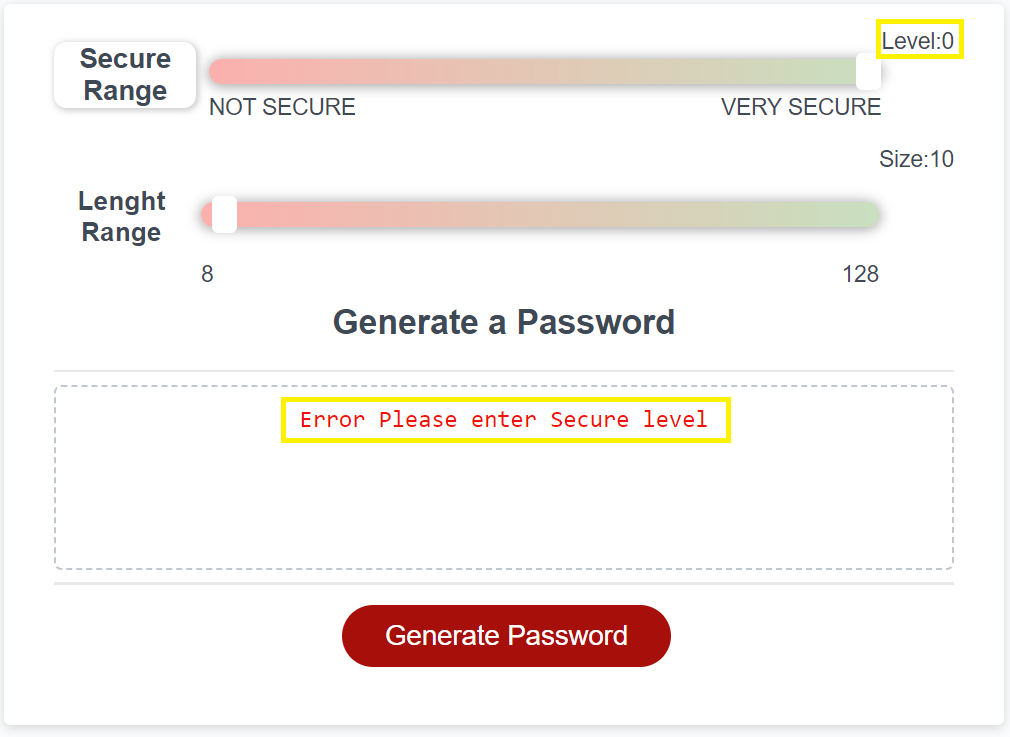 Level:0
Secure
Range
NOT SECURE
VERY SECURE
Size:10
Lenght
Range
8
128
Generate a Password
Error Please enter Secure level
Generate Password